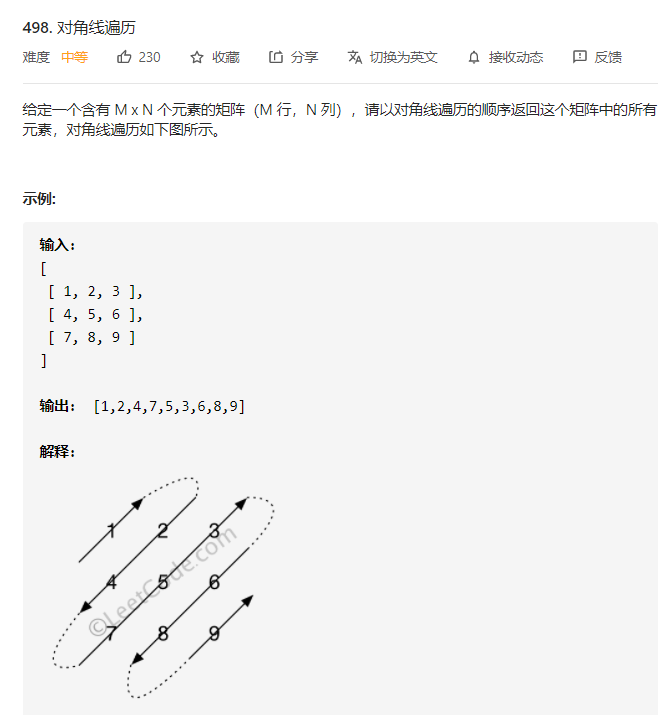 498. 对角线遍历
难度 中等 230 收藏 分享 切换为英文 接收动态 反馈
给定一个含有 M x N 个元素的矩阵（M 行，N 列），请以对角线遍历的顺序返回这个矩阵中的所有
元素，对角线遍历如下图所示。
示例:
输入:
[
[ 1, 2, 3 ],
[ 4, 5, 6 ],
[ 7, 8, 9 ]
]
输出: [1,2,4,7,5,3,6,8,9]
解释:
1 2 3
4 5 6
7 8 9
©LeetCode.com